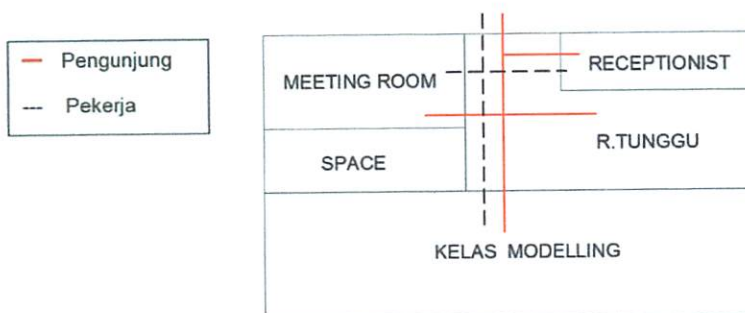 Pengunjung
Pekerja
MEETING ROOM
RECEPTIONIST
SPACE
R.TUNGGU
KELAS MODELLING